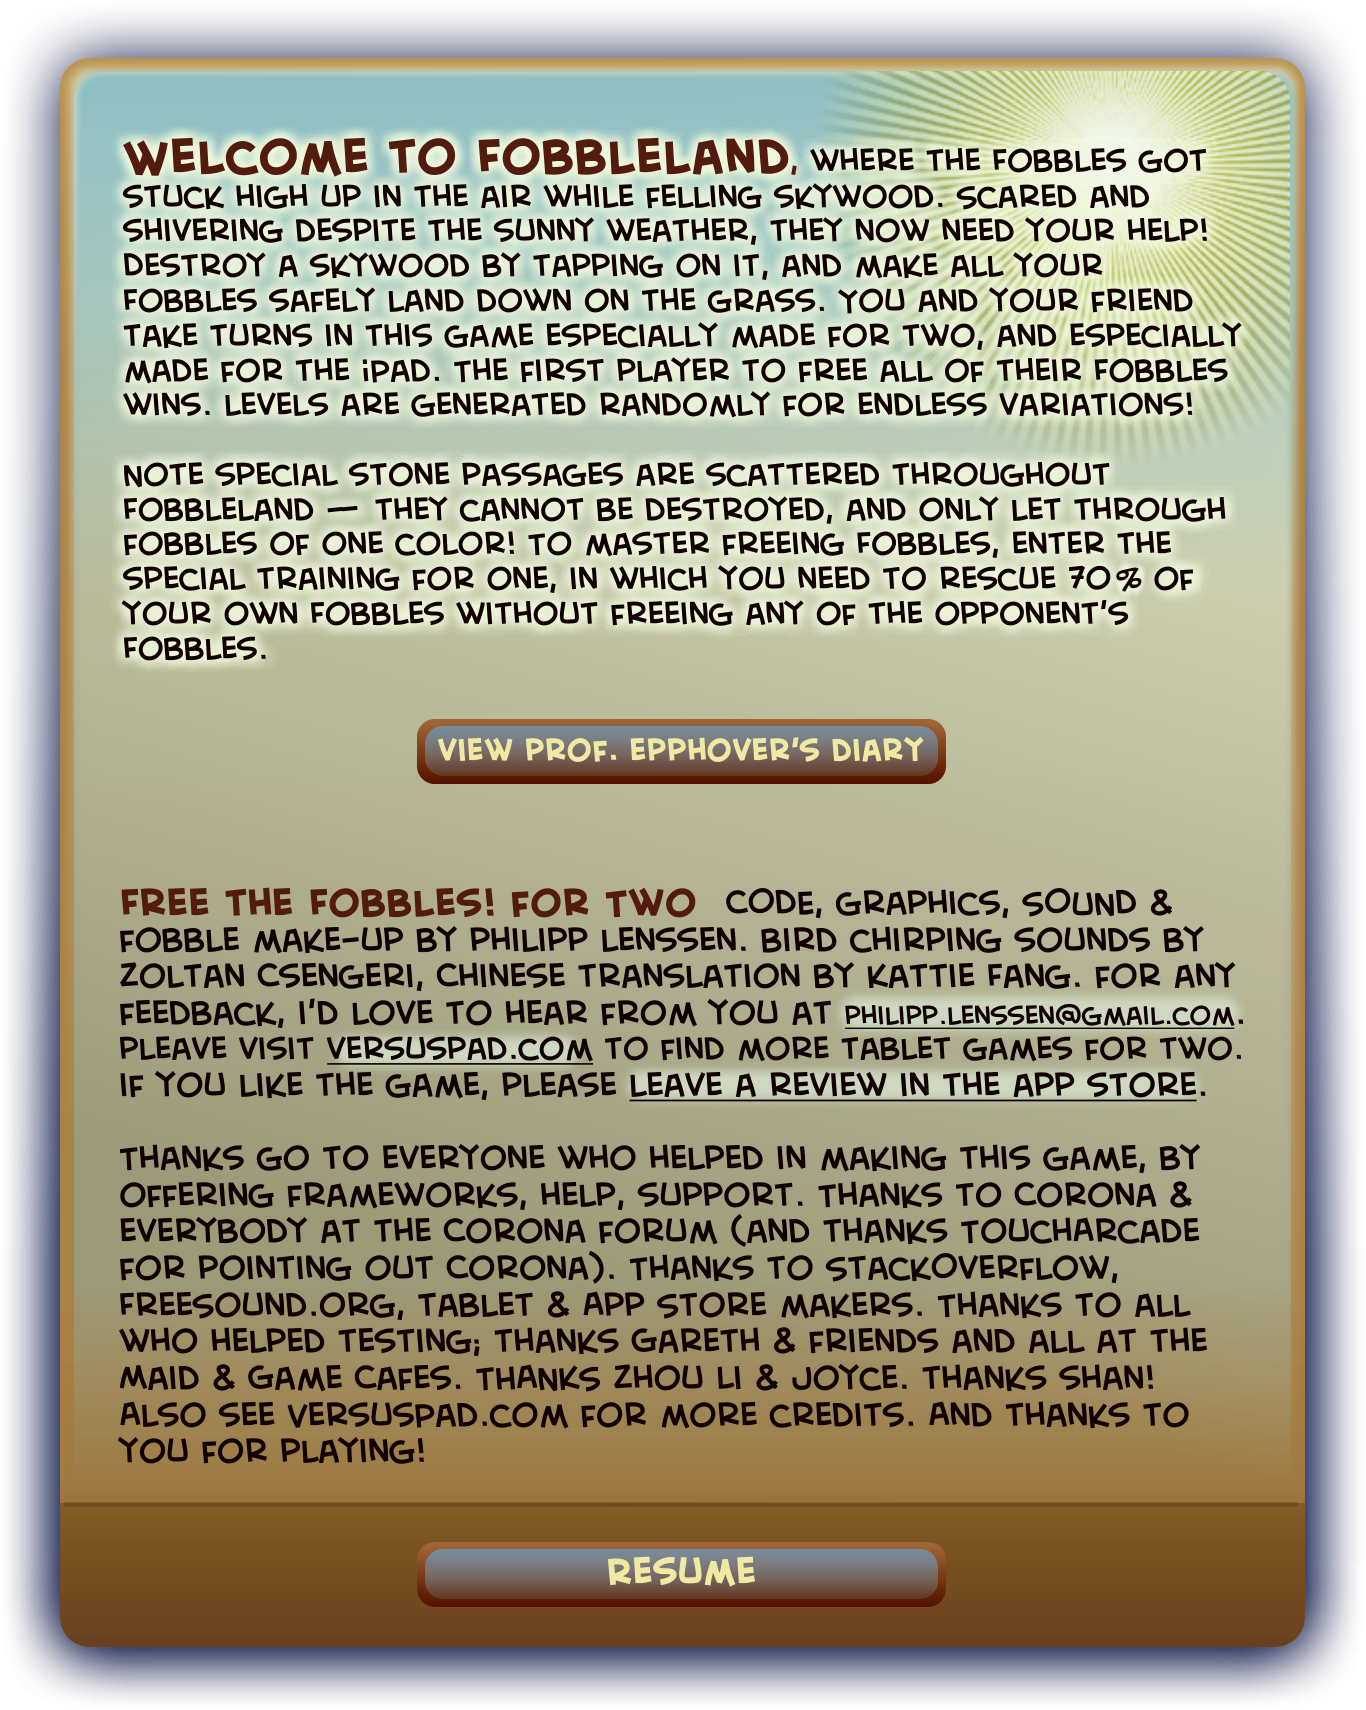 WELCOME TO FOBBLELAND, WHERE THE FOBBLES GOT
STUCK HIGH UP IN THE AIR WHILE FELLING SKYWOOD. SCARED AND
SHIVERING DESPITE THE SUNNY WEATHER, THEY NOW NEED YOUR HELP!
DESTROY A SKYWOOD BY TAPPING ON IT, AND MAKE ALL YOUR
FOBBLES SAFELY LAND DOWN ON THE GRASS. YOU AND YOUR FRIEND
TAKE TURNS IN THIS GAME ESPECIALLY MADE FOR TWO, AND ESPECIALLY
MADE FOR THE iPAD. THE FIRST PLAYER TO FREE ALL OF THEIR FOBBLES
WINS. LEVELS ARE GENERATED RANDOMLY FOR ENDLESS VARIATIONS!
NOTE SPECIAL STONE PASSAGES ARE SCATTERED THROUGHOUT
FOBBLELAND — THEY CANNOT BE DESTROYED, AND ONLY LET THROUGH
FOBBLES OF ONE COLOR! TO MASTER FREEING FOBBLES, ENTER THE
SPECIAL TRAINING FOR ONE, IN WHICH YOU NEED TO RESCUE 70% OF
YOUR OWN FOBBLES WITHOUT FREEING ANY OF THE OPPONENT'S
FOBBLES.
VIEW PROF. EPPHOVER'S DIARY
FREE THE FOBBLES! FOR TWO CODE, GRAPHICS, SOUND &
FOBBLE MAKE-UP BY PHILIPP LENSSEN. BIRD CHIRPING SOUNDS BY
ZOLTAN CSENGERI, CHINESE TRANSLATION BY KATTIE FANG. FOR ANY
FEEDBACK, I'D LOVE TO HEAR FROM YOU AT PHILIPP.LENSSEN@GMAIL.COM.
PLEAVE VISIT VERSUSPAD.COM TO FIND MORE TABLET GAMES FOR TWO.
IF YOU LIKE THE GAME, PLEASE LEAVE A REVIEW IN THE APP STORE.
THANKS GO TO EVERYONE WHO HELPED IN MAKING THIS GAME, BY
OFFERING FRAMEWORKS, HELP, SUPPORT. THANKS TO CORONA &
EVERYBODY AT THE CORONA FORUM (AND THANKS TOUCHARCADE
FOR POINTING OUT CORONA). THANKS TO STACKOVERFLOW,
FREESOUND.ORG, TABLET & APP STORE MAKERS. THANKS TO ALL
WHO HELPED TESTING; THANKS GARETH & FRIENDS AND ALL AT THE
MAID & GAME CAFES. THANKS ZHOU LI & JOYCE. THANKS SHAN!
ALSO SEE VERSUSPAD.COM FOR MORE CREDITS. AND THANKS TO
YOU FOR PLAYING!
RESUME